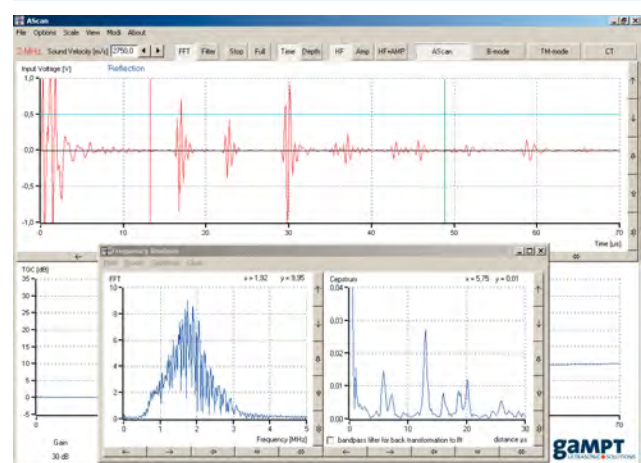 AScan
File Options Scale View Modi About
2 MHz Sound Velocity [m/s] 2750.0 FFT Filter Stop Full Time Depth HF Amp HF+AMP AScan B-mode TM-mode CT
Input Voltage [V] Reflection
1,0
0,5
0,0
-0,5
-1,0
0 10 20 30 40 50 60 70
Time [µs]
TGC [dB]
35
30
25
20
15
10
5
0
-5
0 70
Gain
30 dB
Frequency Analysis
FFT x = 1,92 y = 9,95
10
8
6
4
2
0
0 1 2 3 4 5
Frequency [MHz]
Cepstrum x = 5,75 y = 0,01
0.04
0.03
0.02
0.01
0.00
0 10 20 30
bandpass filter for back transformation to fft distance µs
GAMPT
ULTRASONIC SOLUTIONS